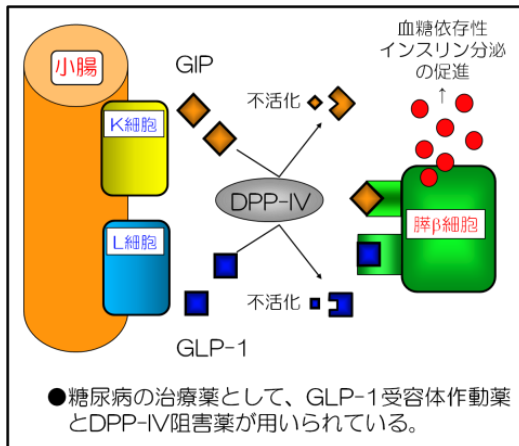 血糖依存性
インスリン分泌
の促進
↑
小腸
GIP
K細胞
不活化
DPP-IV
膵β細胞
L細胞
不活化
GLP-1
●糖尿病の治療薬として、GLP-1受容体作動薬
とDPP-IV阻害薬が用いられている。